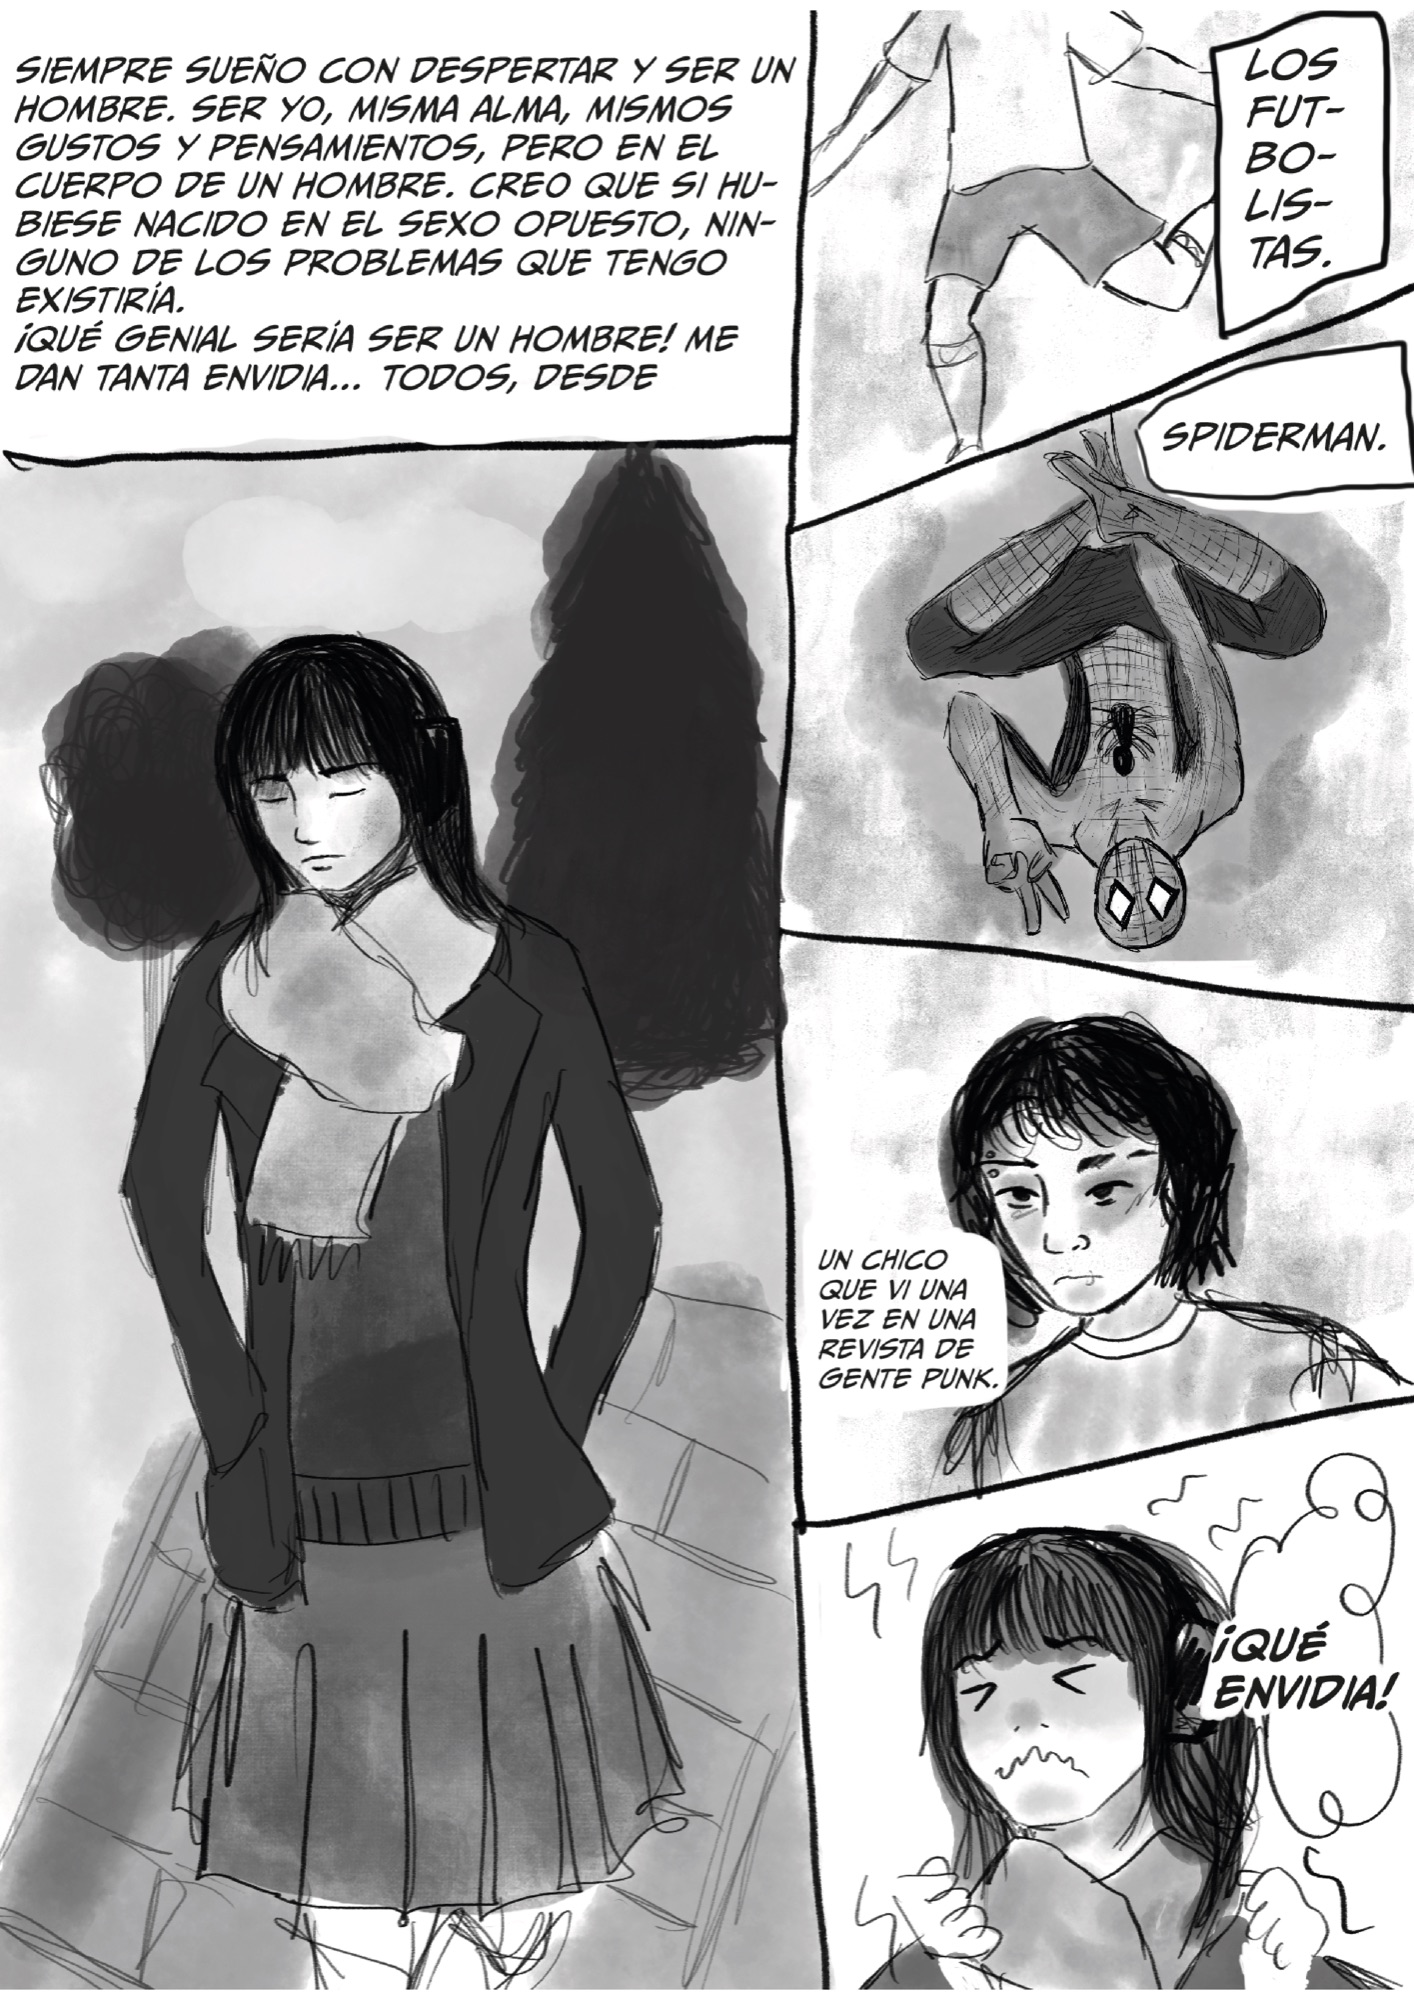 SIEMPRE SUEÑO CON DESPERTAR Y SER UN
HOMBRE. SER YO, MISMA ALMA, MISMOS
GUSTOS Y PENSAMIENTOS, PERO EN EL
CUERPO DE UN HOMBRE. CREO QUE SI HU-
BIESE NACIDO EN EL SEXO OPUESTO, NIN-
GUNO DE LOS PROBLEMAS QUE TENGO
EXISTIRÍA.
¡QUÉ GENIAL SERÍA SER UN HOMBRE! ME
DAN TANTA ENVIDIA... TODOS, DESDE
LOS
FUT-
BO-
LIS-
TAS.
SPIDERMAN.
UN CHICO
QUE VI UNA
VEZ EN UNA
REVISTA DE
GENTE PUNK.
¡QUÉ
ENVIDIA!